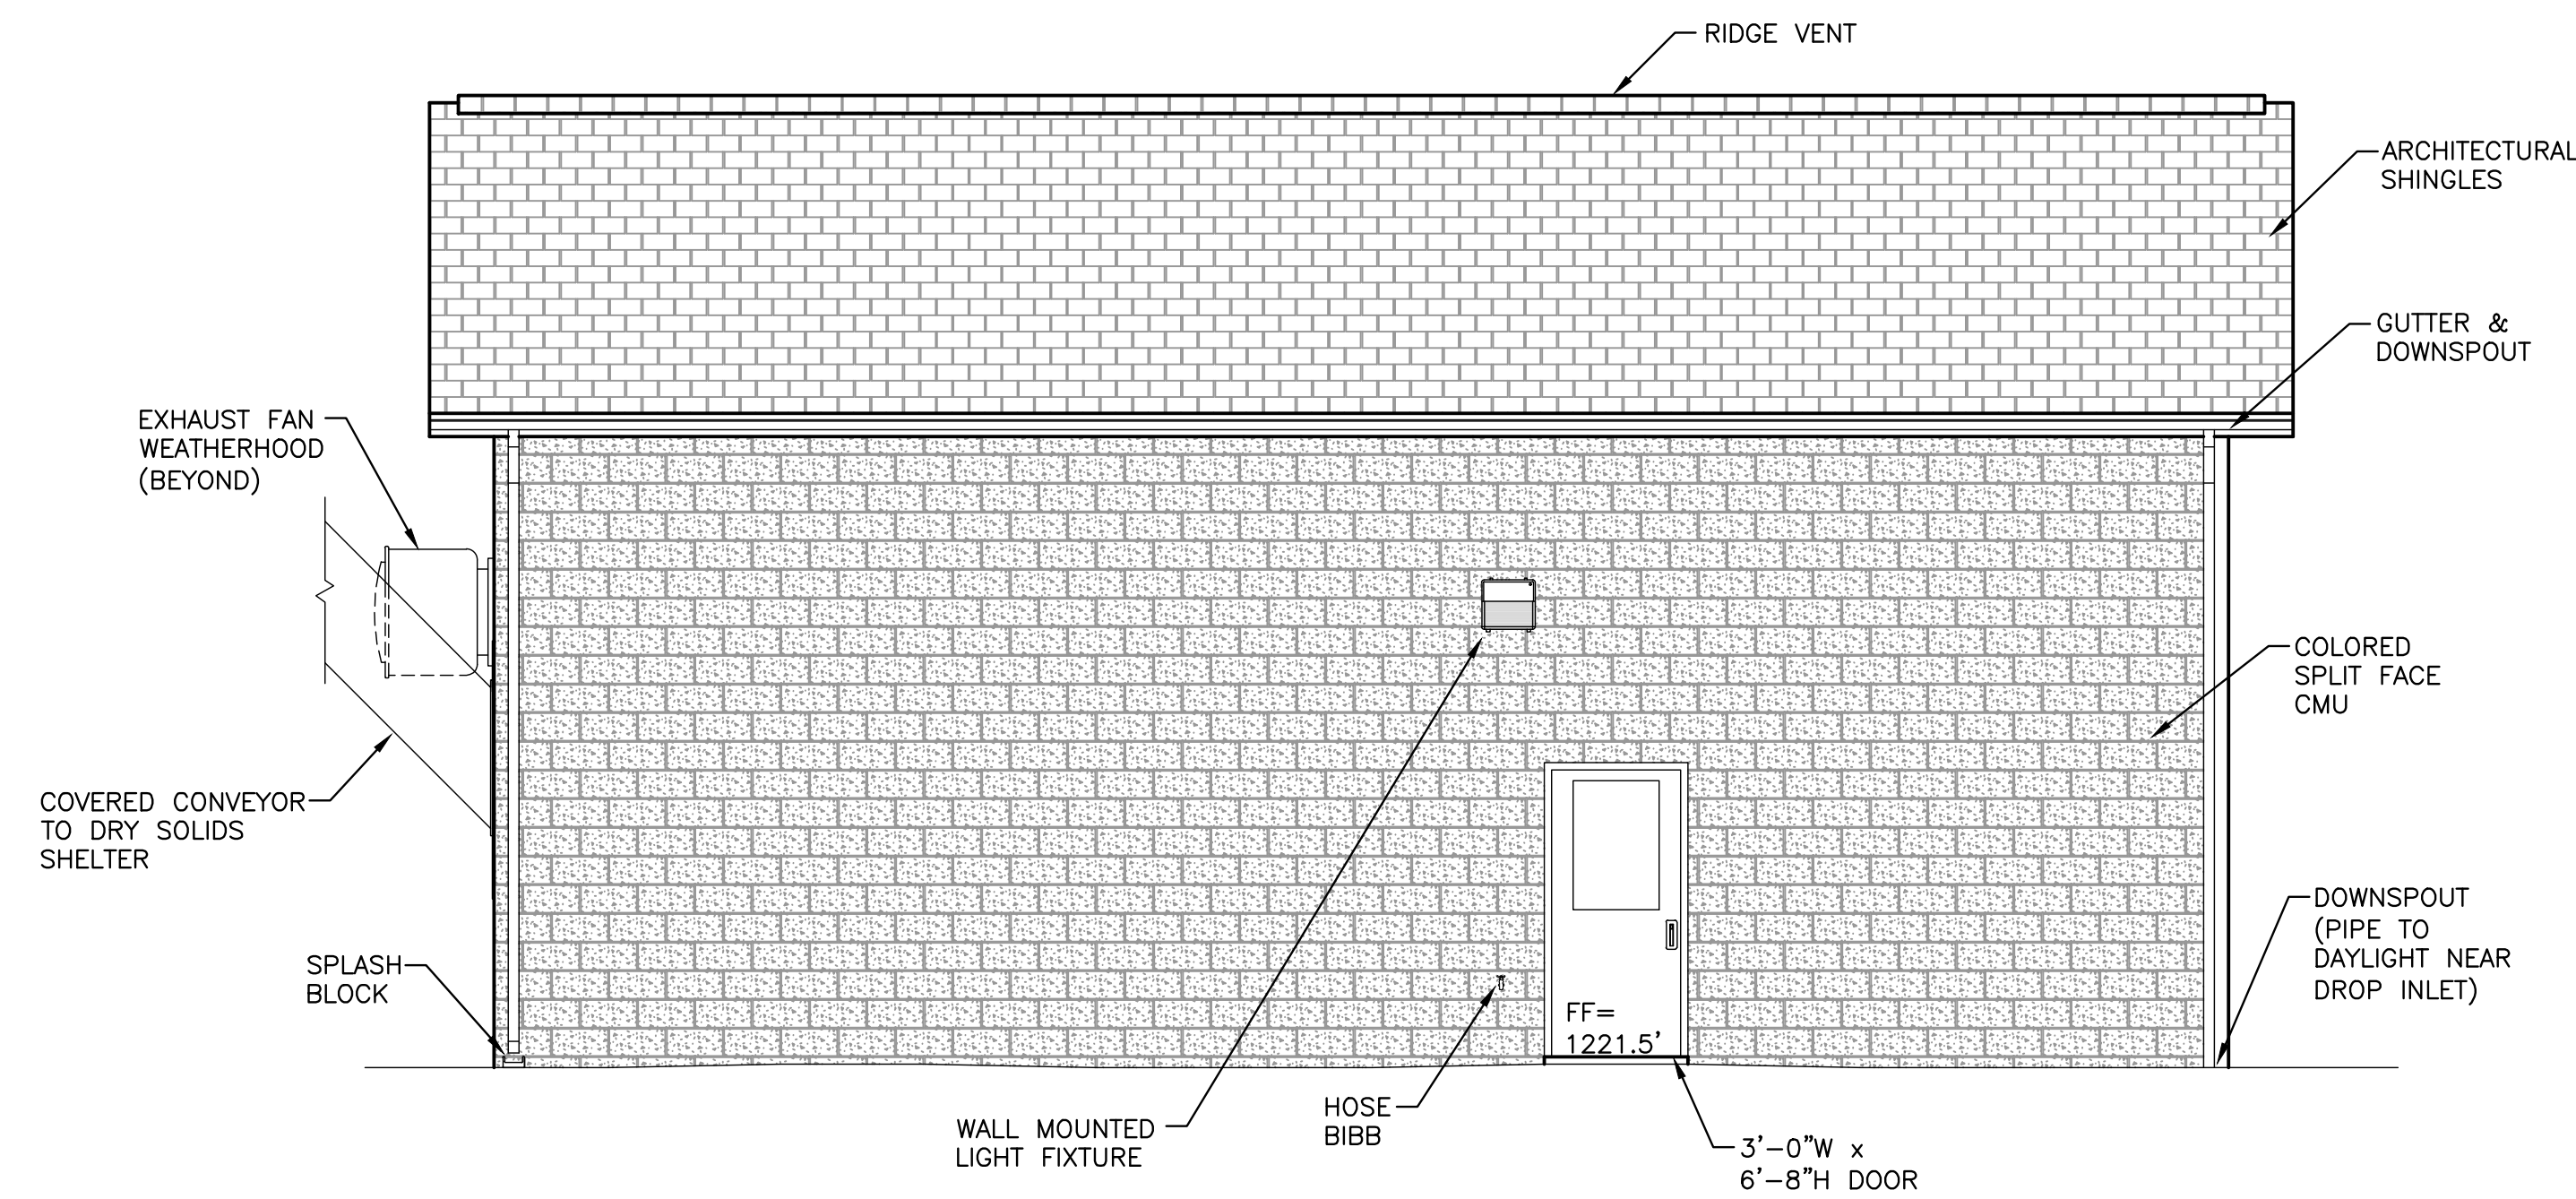 RIDGE VENT
ARCHITECTURAL
SHINGLES
GUTTER &
DOWNSPOUT
EXHAUST FAN
WEATHERHOOD
(BEYOND)
COLORED
SPLIT FACE
CMU
COVERED CONVEYOR
TO DRY SOLIDS
SHELTER
DOWNSPOUT
(PIPE TO
DAYLIGHT NEAR
DROP INLET)
SPLASH
BLOCK
FF=
1221.5'
HOSE
BIBB
WALL MOUNTED
LIGHT FIXTURE
3'-0"W x
6'-8"H DOOR